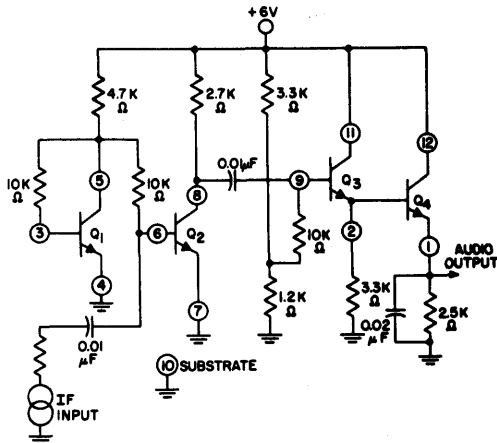 +6V
4.7K
Ω
2.7K
Ω
3.3K
Ω
11
12
10K
Ω
5
10K
Ω
0.01μF
8
9
Q3
Q4
3
Q1
6
Q2
10K
Ω
2
1
AUDIO
OUTPUT
4
7
1.2K
Ω
3.3K
Ω
0.02
μF
2.5K
Ω
0.01
μF
10 SUBSTRATE
IF
INPUT